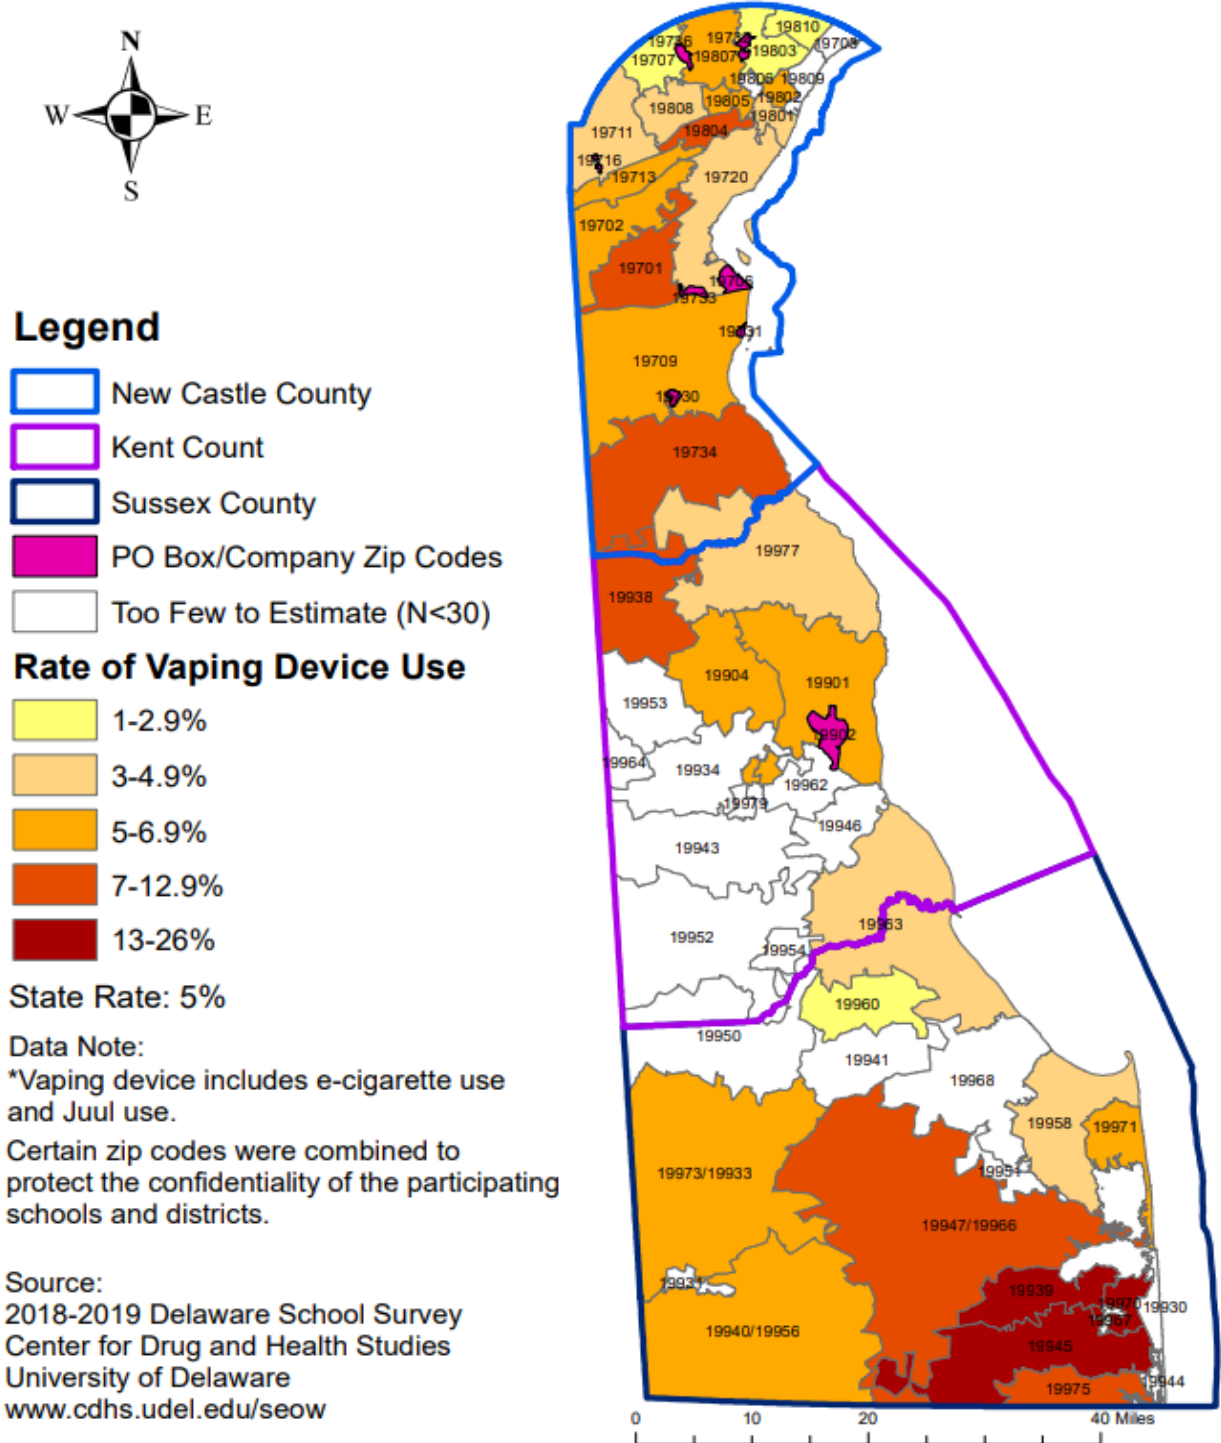 N
W
E
S
Legend
New Castle County
Kent Count
Sussex County
PO Box/Company Zip Codes
Too Few to Estimate (N<30)
Rate of Vaping Device Use
1-2.9%
3-4.9%
5-6.9%
7-12.9%
13-26%
State Rate: 5%
Data Note:
*Vaping device includes e-cigarette use
and Juul use.
Certain zip codes were combined to
protect the confidentiality of the participating
schools and districts.
Source:
2018-2019 Delaware School Survey
Center for Drug and Health Studies
University of Delaware
www.cdhs.udel.edu/seow
19810
19803
19707
19807
19809
19802
19805
19808
19801
19711
19804
19716
19713
19720
19702
19701
19733
19709
19734
19977
19938
19904
19901
19953
19902
19964
19934
19962
19979
19946
19943
19963
19952
19954
19960
19950
19941
19968
19958
19971
19951
19973/19933
19947/19966
19931
19939
19970
19930
19967
19940/19956
19945
19944
19975
0
10
20
40 Miles